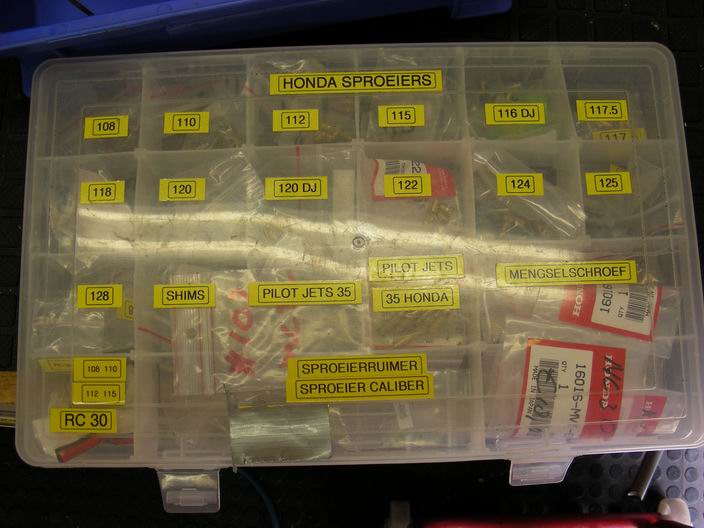 HONDA SPROEIERS
108
110
112
115
116 DJ
117.5
117
118
120
120 DJ
122
124
125
128
SHIMS
PILOT JETS 35
PILOT JETS
35 HONDA
MENGSELSCHROEF
108 110
112 115
RC 30
SPROEIERRUIMER
SPROEIER CALIBER
QTY
1
16016-MV